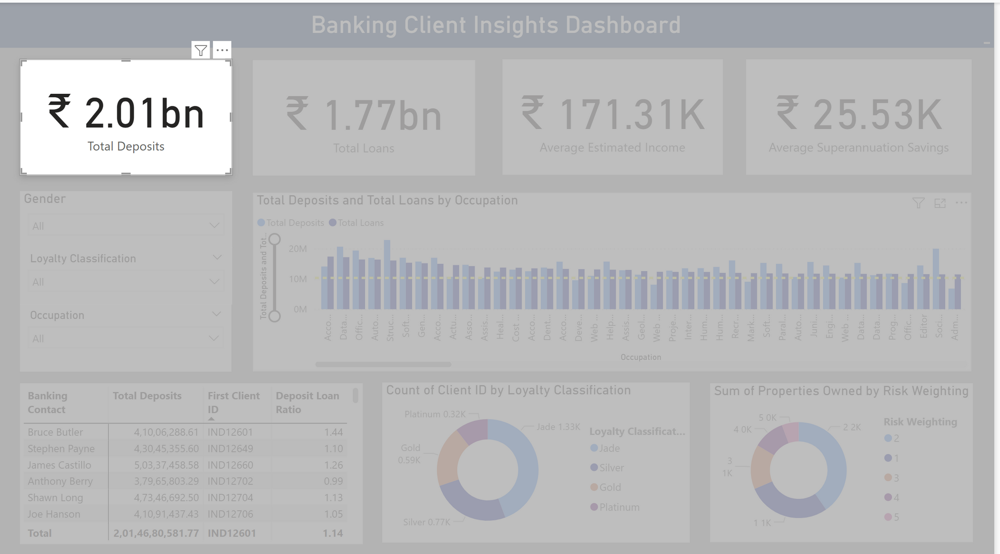 Banking Client Insights Dashboard
₹ 2.01bn
Total Deposits
₹ 1.77bn
Total Loans
₹ 171.31K
Average Estimated Income
₹ 25.53K
Average Superannuation Savings
Gender
All
Loyalty Classification
All
Occupation
All
Total Deposits and Total Loans by Occupation
Total Deposits Total Loans
Total Deposits and Tot...
20M
10M
0M
Acco... Data... Offic... Auto... Struc... Soft... Gen... Acco... Actu... Asso... Assis... Heal... Cost ... Acco... Dent... Acco... Deve... Web ... Help... Assis... Geol... Web ... Proje... Inter... Hum... Hum... Recr... Mark... Soft... Paral... Auto... Juni... Engi... Web ... Data... Data... Prog... Offic... Editor Soci... Adm...
Occupation
Banking Contact Total Deposits First Client ID Deposit Loan Ratio
Bruce Butler 4,10,06,288.61 IND12601 1.44
Stephen Payne 4,30,45,355.60 IND12649 1.10
James Castillo 5,03,37,458.58 IND12660 1.26
Anthony Berry 3,79,65,803.29 IND12702 0.99
Shawn Long 4,73,46,692.50 IND12704 1.13
Joe Hanson 4,10,91,437.43 IND12706 1.05
Total 2,01,46,80,581.77 IND12601 1.14
Count of Client ID by Loyalty Classification
Platinum 0.32K
Jade 1.33K
Gold
0.59K
Silver 0.77K
Loyalty Classificat...
Jade
Silver
Gold
Platinum
Sum of Properties Owned by Risk Weighting
5 0K
4 0K
2 2K
3
1K
1 1K
Risk Weighting
2
1
3
4
5